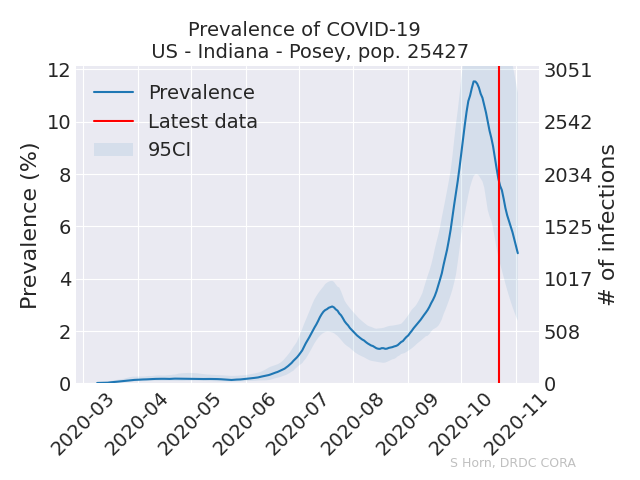 Prevalence of COVID-19
US - Indiana - Posey, pop. 25427
Prevalence
Latest data
95CI
Prevalence (%)
12
10
8
6
4
2
0
3051
2542
2034
1525
1017
508
0
# of infections
2020-03
2020-04
2020-05
2020-06
2020-07
2020-08
2020-09
2020-10
2020-11
S Horn, DRDC CORA